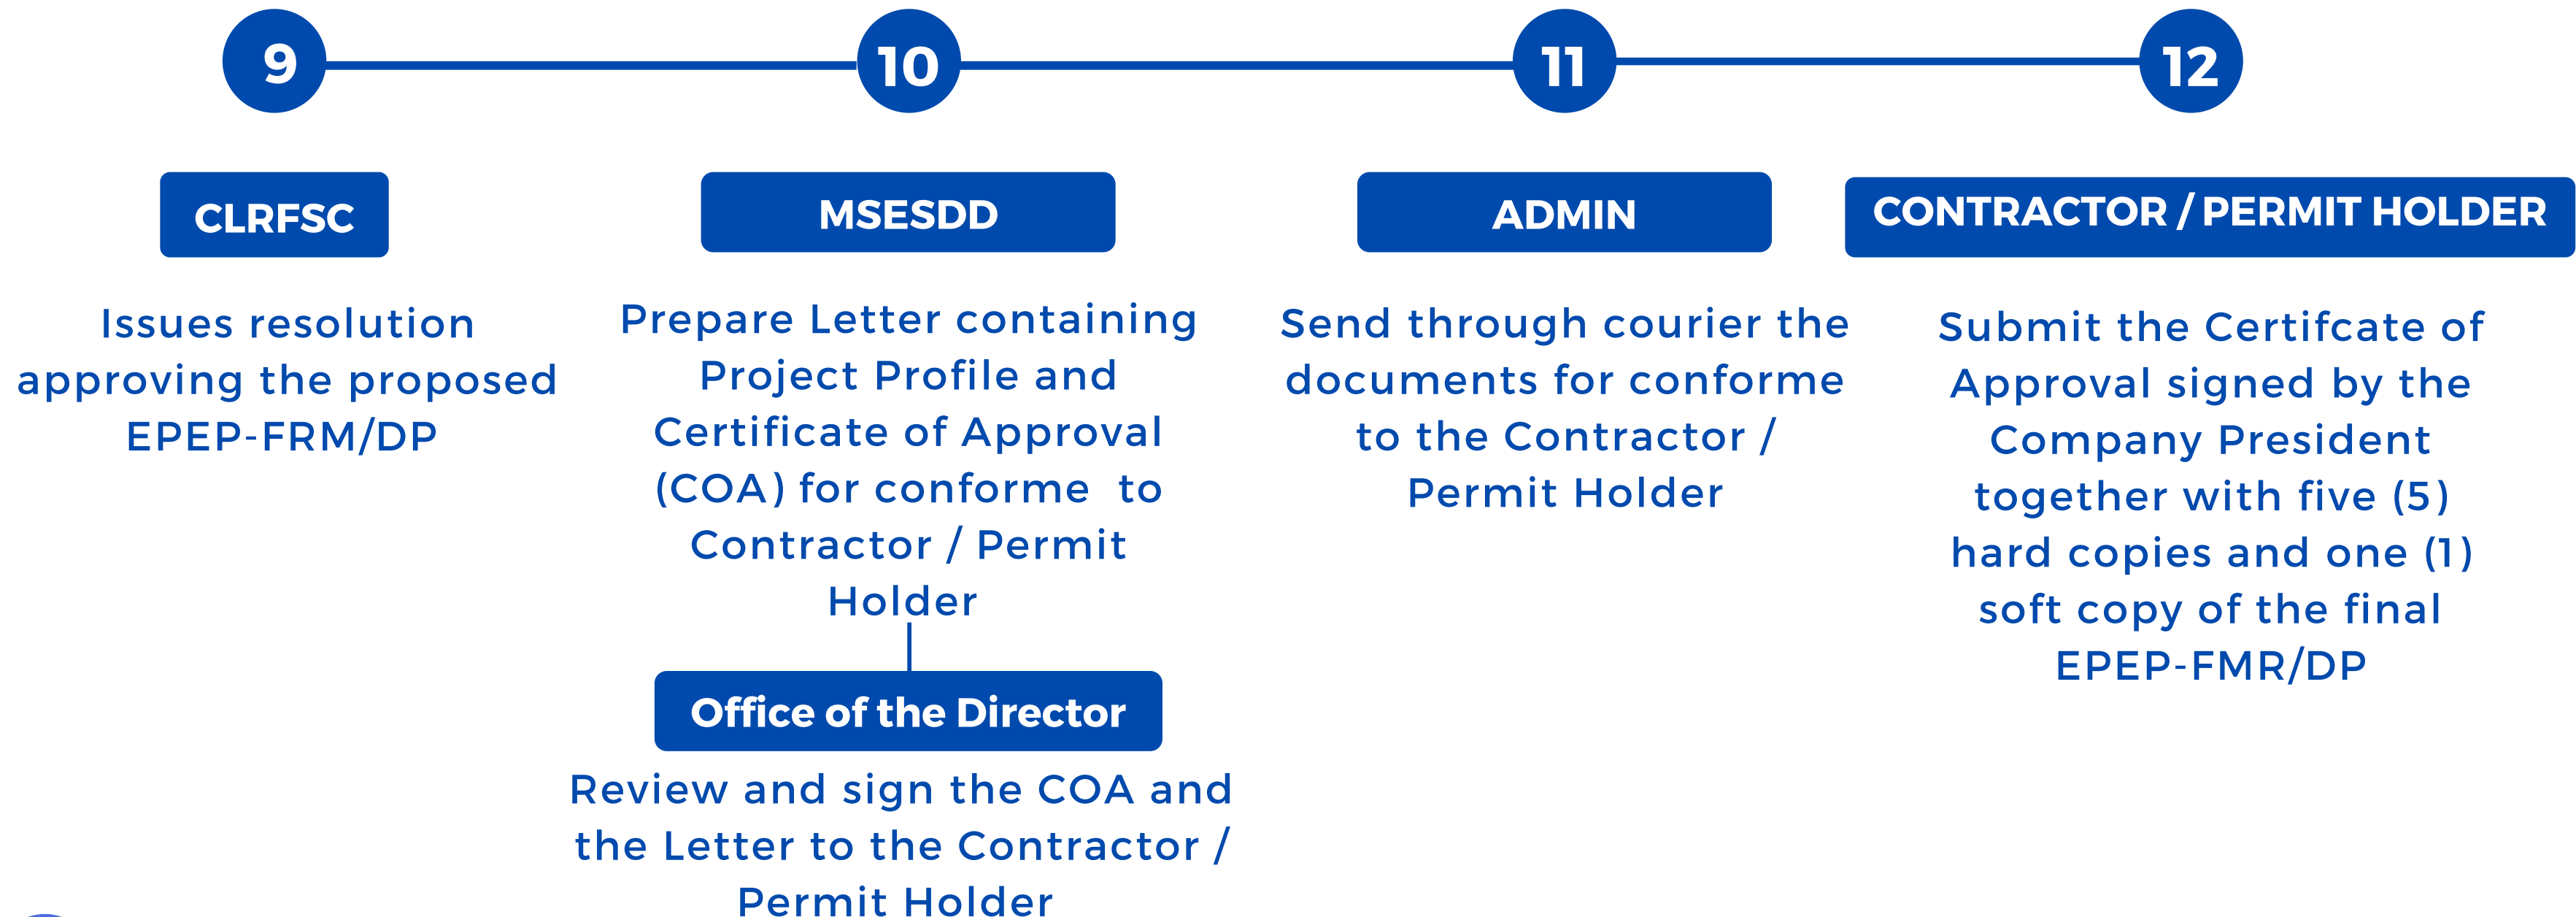 9
CLRFSC
Issues resolution
approving the proposed
EPEP-FRM/DP
10
MSESDD
Prepare Letter containing
Project Profile and
Certificate of Approval
(COA) for conforme to
Contractor / Permit
Holder
Office of the Director
Review and sign the COA and
the Letter to the Contractor /
Permit Holder
11
ADMIN
Send through courier the
documents for conforme
to the Contractor /
Permit Holder
12
CONTRACTOR / PERMIT HOLDER
Submit the Certifcate of
Approval signed by the
Company President
together with five (5)
hard copies and one (1)
soft copy of the final
EPEP-FMR/DP